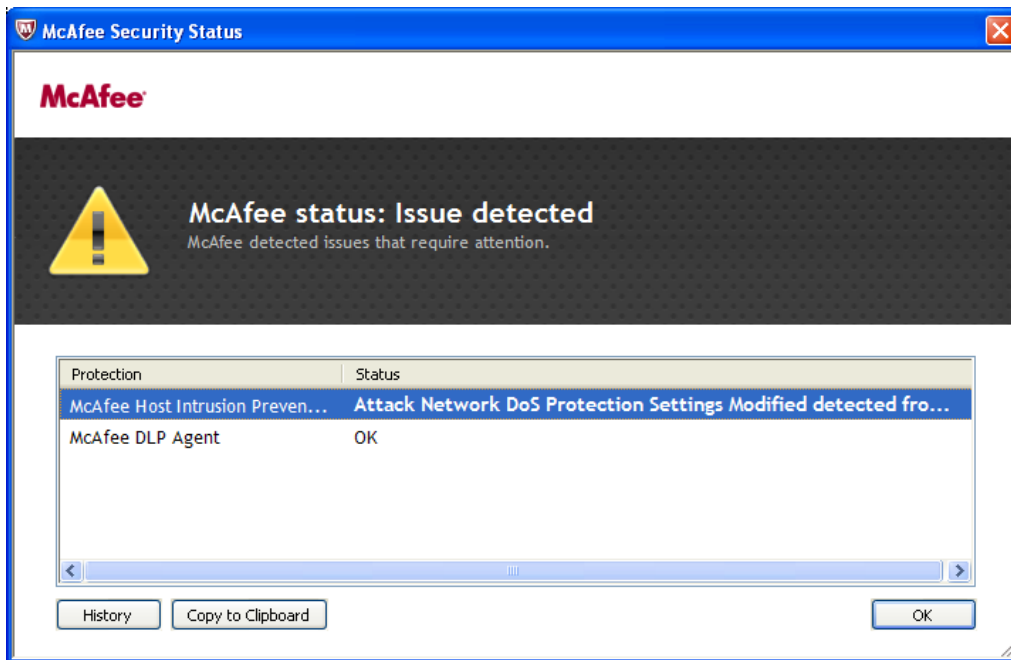 McAfee Security Status
McAfee
McAfee status: Issue detected
McAfee detected issues that require attention.
Protection Status
McAfee Host Intrusion Preven... Attack Network DoS Protection Settings Modified detected fro...
McAfee DLP Agent OK
History Copy to Clipboard OK